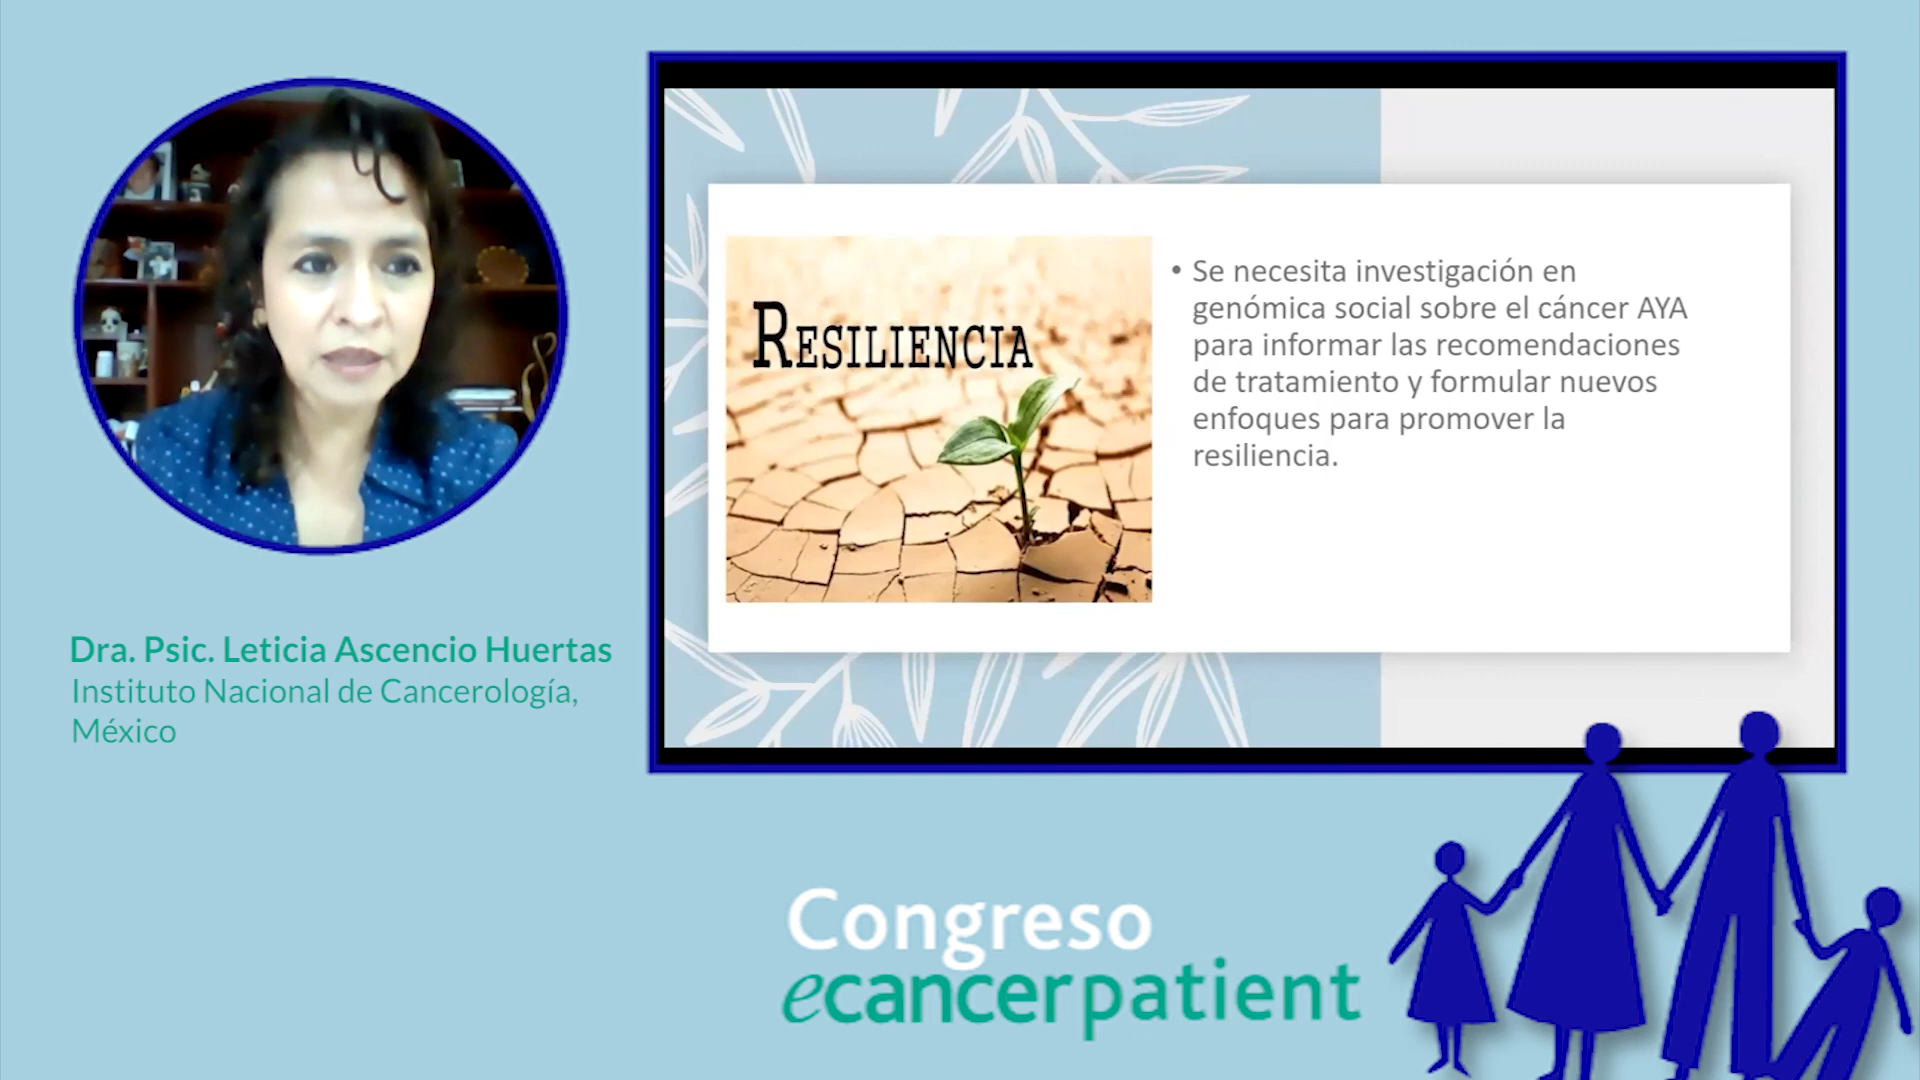 RESILIENCIA
• Se necesita investigación en
genómica social sobre el cáncer AYA
para informar las recomendaciones
de tratamiento y formular nuevos
enfoques para promover la
resiliencia.
Dra. Psic. Leticia Ascencio Huertas
Instituto Nacional de Cancerología,
México
Congreso
ecancerpatient